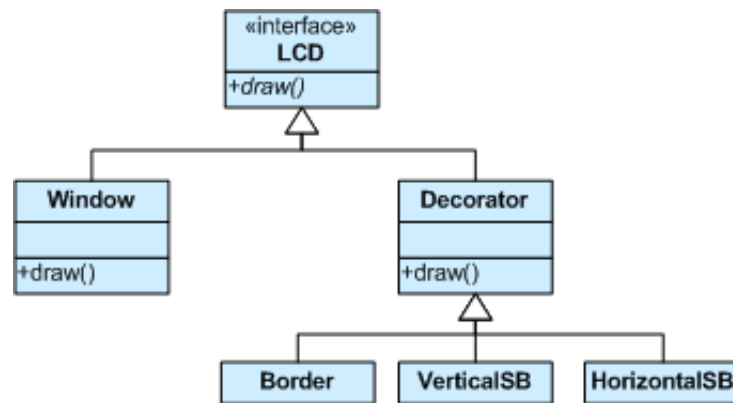 «interface»
LCD
+draw()
Window
Decorator
+draw()
+draw()
Border
VerticalSB
HorizontalSB